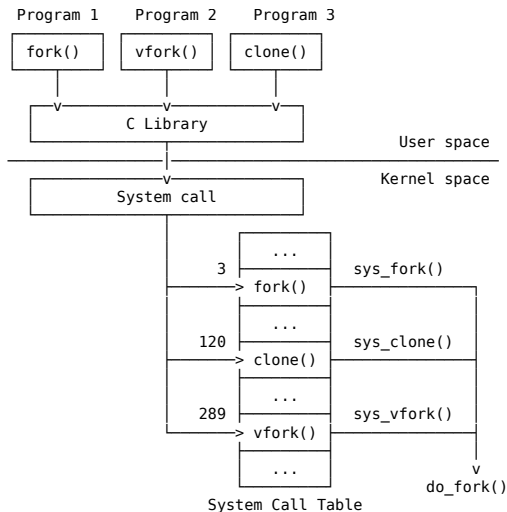 Program 1 Program 2 Program 3
fork() vfork() clone()
C Library
User space
Kernel space
System call
...
3 sys_fork()
fork()
...
120 sys_clone()
clone()
...
289 sys_vfork()
vfork()
...
do_fork()
System Call Table